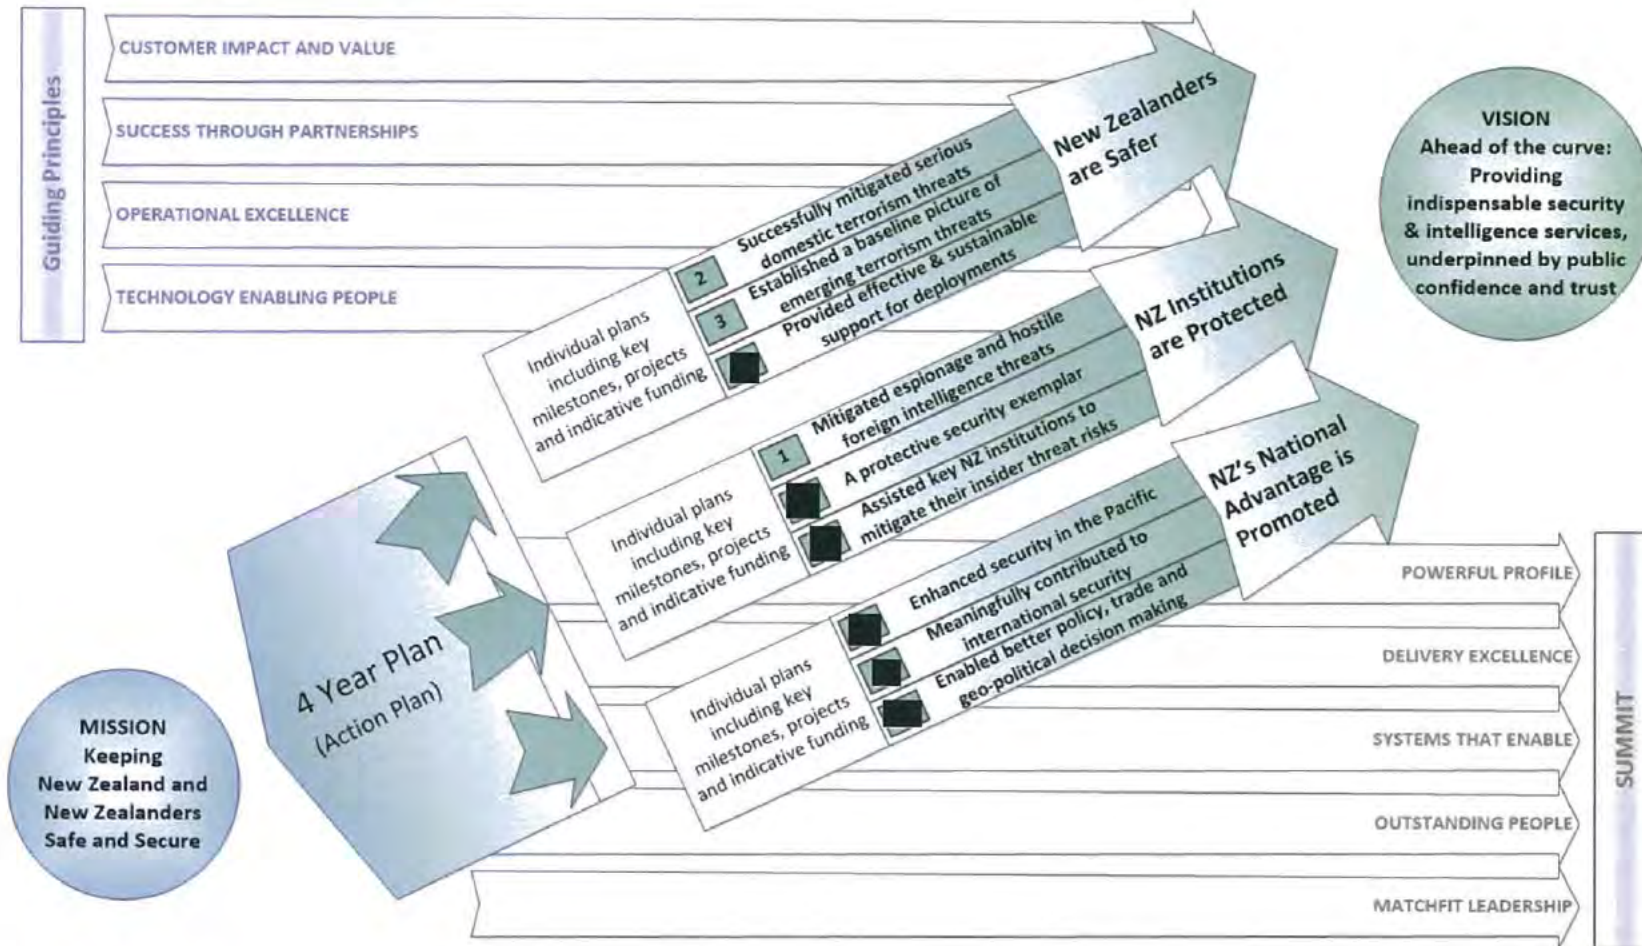 Guiding Principles
CUSTOMER IMPACT AND VALUE
SUCCESS THROUGH PARTNERSHIPS
OPERATIONAL EXCELLENCE
TECHNOLOGY ENABLING PEOPLE
New Zealanders
are Safer
VISION
Ahead of the curve:
Providing
indispensable security
& intelligence services,
underpinned by public
confidence and trust
Individual plans
including key
milestones, projects
and indicative funding
2
Successfully mitigated serious
domestic terrorism threats
3
Established a baseline picture of
emerging terrorism threats
Provided effective & sustainable
support for deployments
NZ Institutions
are Protected
Individual plans
including key
milestones, projects
and indicative funding
1
Mitigated espionage and hostile
foreign intelligence threats
A protective security exemplar
Assisted key NZ institutions to
mitigate their insider threat risks
NZ's National
Advantage is
Promoted
Individual plans
including key
milestones, projects
and indicative funding
Enhanced security in the Pacific
Meaningfully contributed to
international security
Enabled better policy, trade and
geo-political decision making
4 Year Plan
(Action Plan)
MISSION
Keeping
New Zealand and
New Zealanders
Safe and Secure
POWERFUL PROFILE
DELIVERY EXCELLENCE
SYSTEMS THAT ENABLE
OUTSTANDING PEOPLE
MATCHFIT LEADERSHIP
SUMMIT